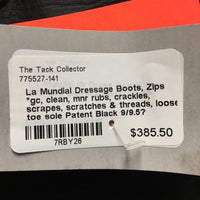 The Tack Collector
775527-141
La Mundial Dressage Boots, Zips
*gc, clean, mnr rubs, crackles,
scrapes, scratches & threads, loose
toe sole Patent Black 9/9.5?
$385.50
7RBY26